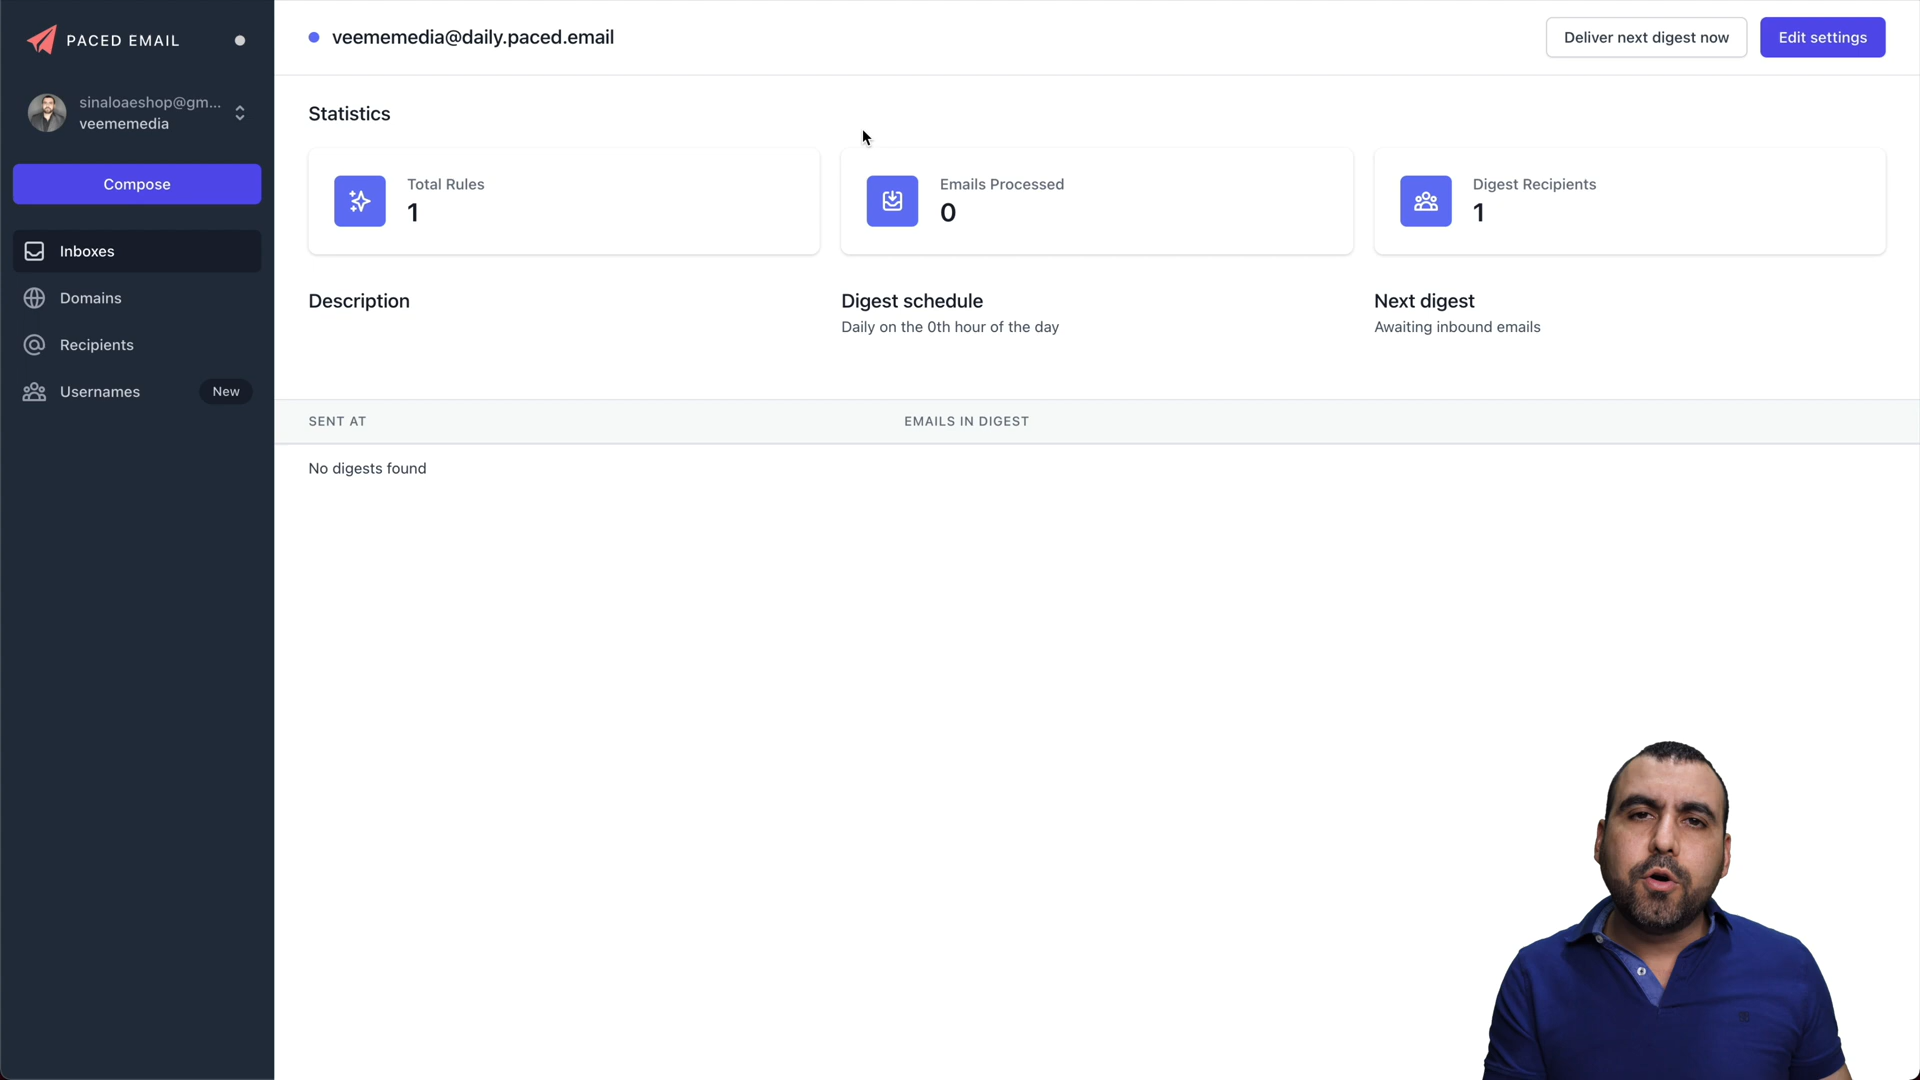 PACED EMAIL
sinaloaeshop@gm...
veememedia
Compose
Inboxes
Domains
Recipients
Usernames New
veememedia@daily.paced.email
Deliver next digest now
Edit settings
Statistics
Total Rules
1
Emails Processed
0
Digest Recipients
1
Description
Digest schedule
Daily on the 0th hour of the day
Next digest
Awaiting inbound emails
SENT AT
EMAILS IN DIGEST
No digests found